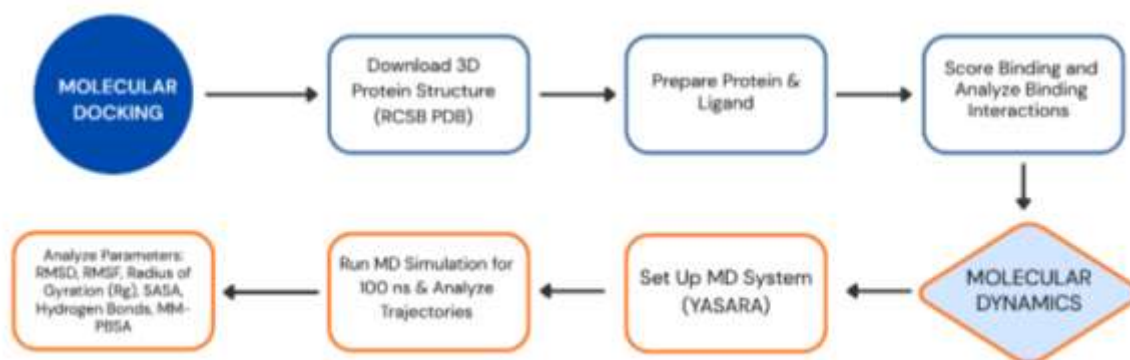 MOLECULAR
DOCKING
Download 3D
Protein Structure
(RCSB PDB)
Prepare Protein &
Ligand
Score Binding and
Analyze Binding
Interactions
MOLECULAR
DYNAMICS
Set Up MD System
(YASARA)
Run MD Simulation for
100 ns & Analyze
Trajectories
Analyze Parameters:
RMSD, RMSF, Radius of
Gyration (Rg), SASA,
Hydrogen Bonds, MM-
PBSA